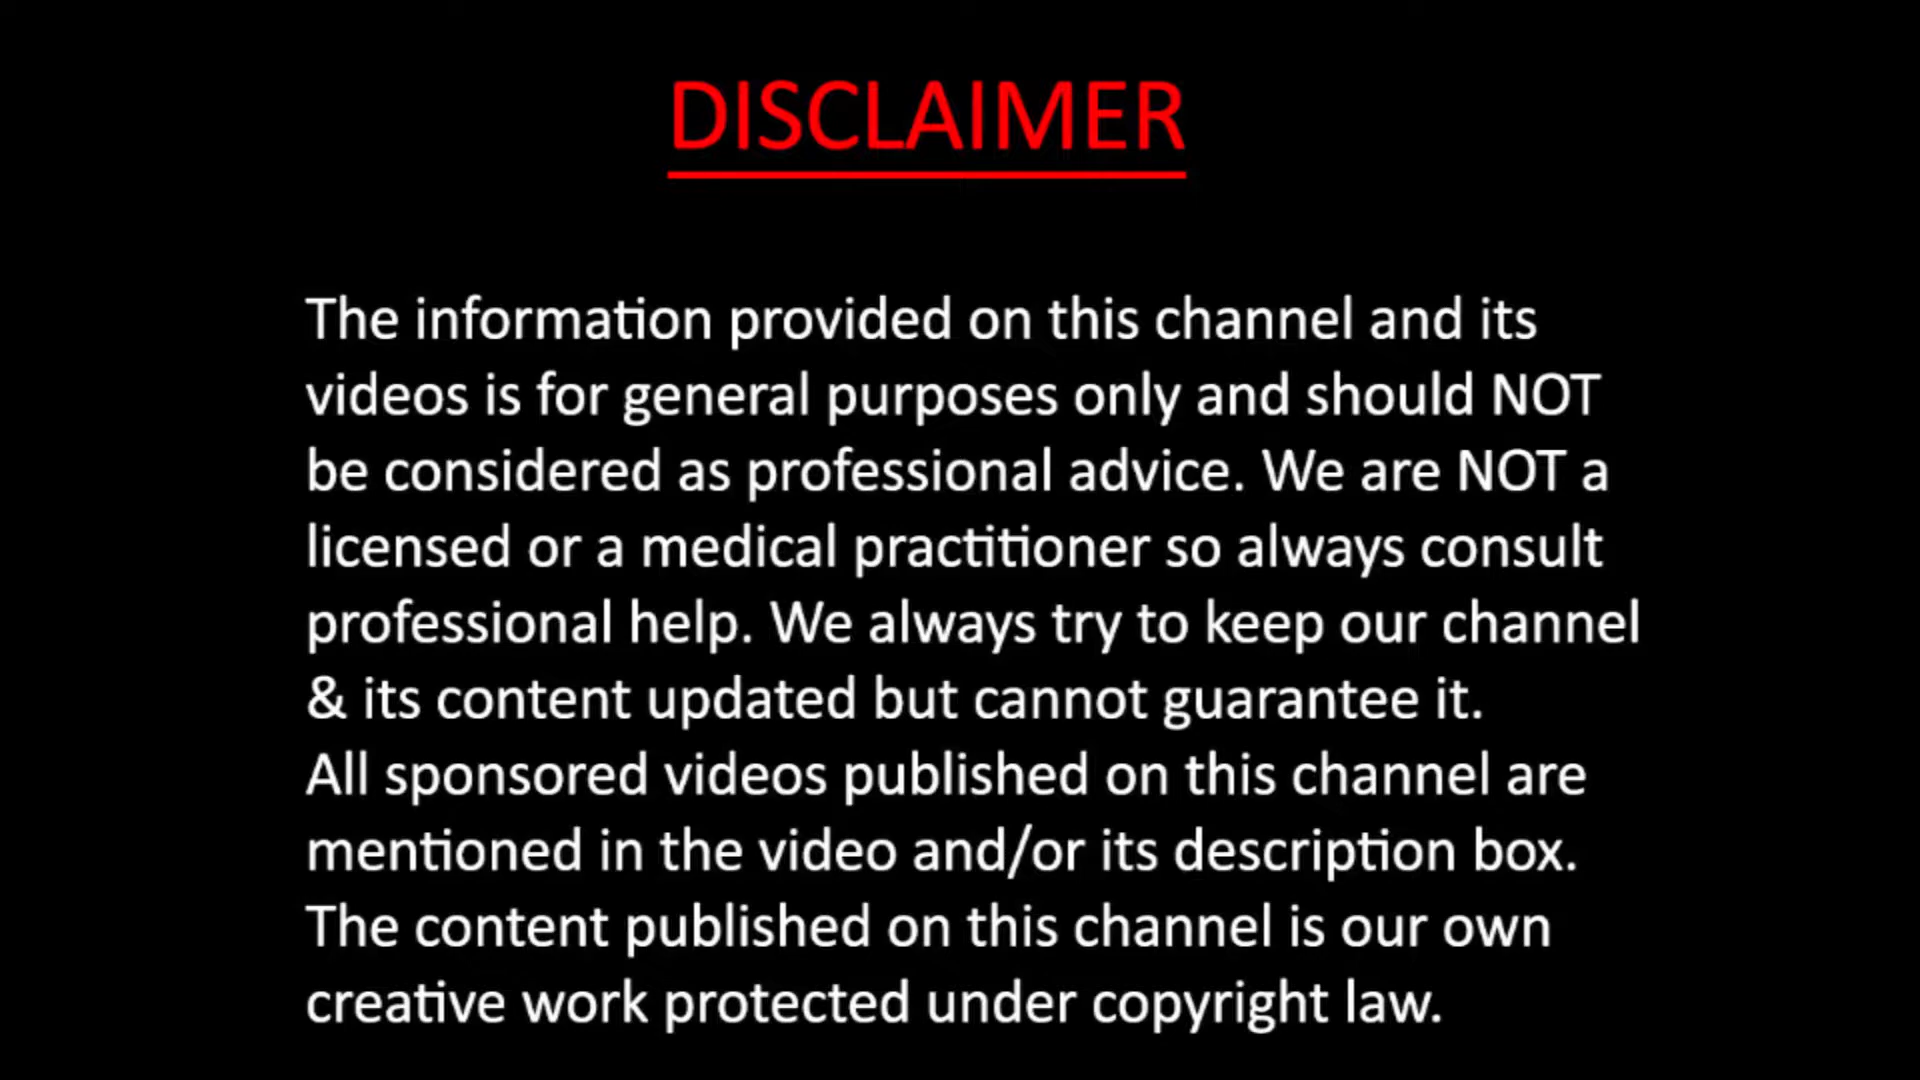 DISCLAIMER
The information provided on this channel and its
videos is for general purposes only and should NOT
be considered as professional advice. We are NOT a
licensed or a medical practitioner so always consult
professional help. We always try to keep our channel
& its content updated but cannot guarantee it.
All sponsored videos published on this channel are
mentioned in the video and/or its description box.
The content published on this channel is our own
creative work protected under copyright law.